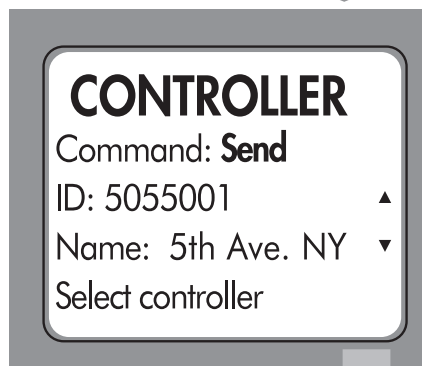 CONTROLLER
Command: Send
ID: 5055001 ▲
Name: 5th Ave. NY ▼
Select controller